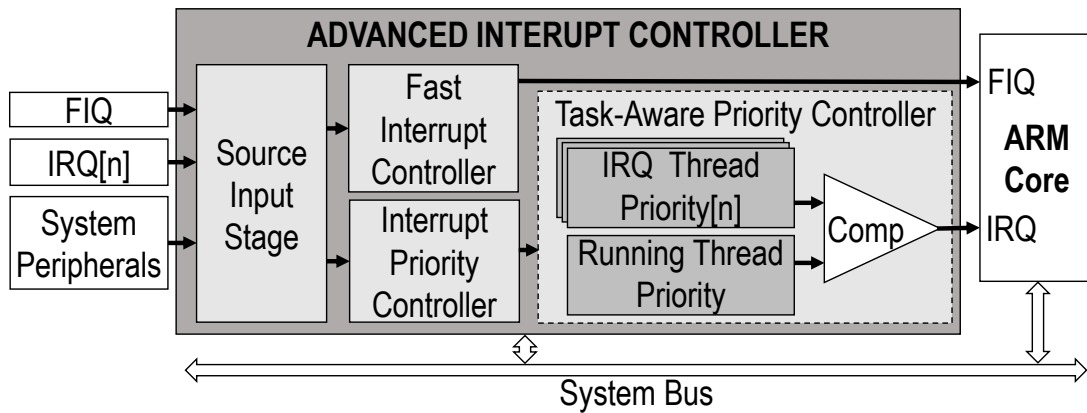 ADVANCED INTERUPT CONTROLLER
FIQ
IRQ[n]
System
Peripherals
Source
Input
Stage
Fast
Interrupt
Controller
Interrupt
Priority
Controller
Task-Aware Priority Controller
IRQ Thread
Priority[n]
Running Thread
Priority
Comp
FIQ
ARM
Core
IRQ
System Bus